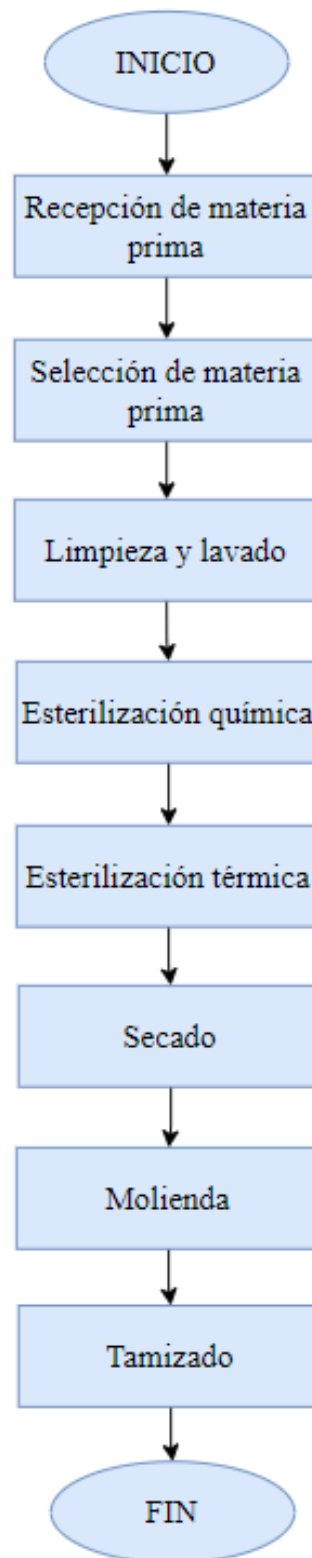 INICIO
Recepción de materia
prima
Selección de materia
prima
Limpieza y lavado
Esterilización química
Esterilización térmica
Secado
Molienda
Tamizado
FIN